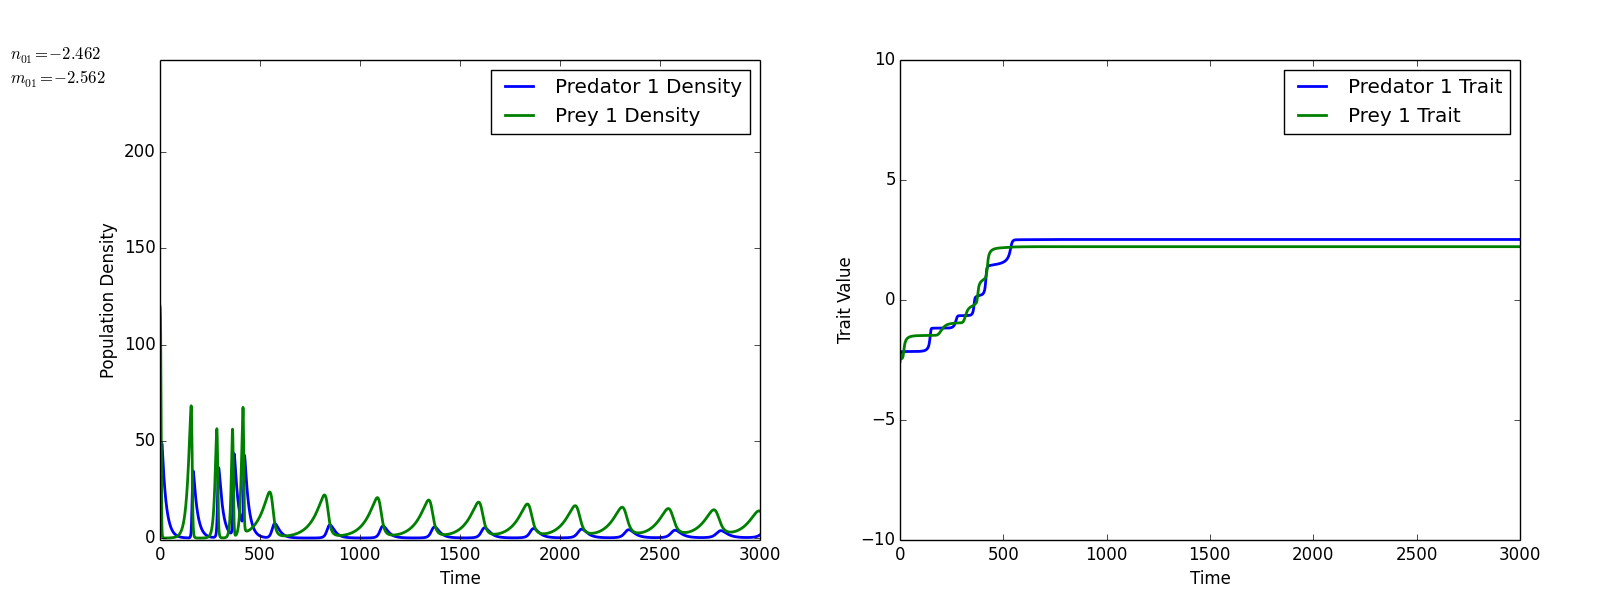 n01 = −2.462
m01 = −2.562
Predator 1 Density
Prey 1 Density
Population Density
200
150
100
50
0
0 500 1000 1500 2000 2500 3000
Time
Predator 1 Trait
Prey 1 Trait
Trait Value
10
5
0
−5
−10
0 500 1000 1500 2000 2500 3000
Time